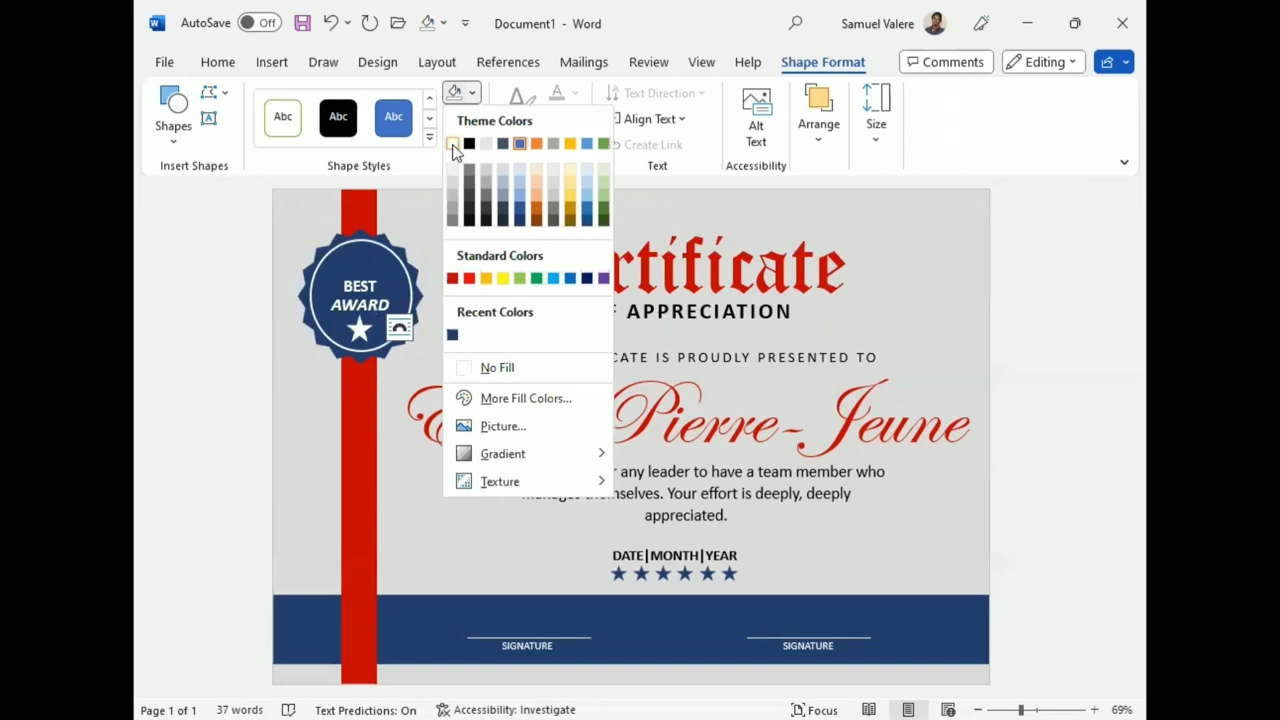 AutoSave Off Document1 - Word Samuel Valere
File Home Insert Draw Design Layout References Mailings Review View Help Shape Format Comments Editing
Shapes
Insert Shapes
Abc Abc Abc
Shape Styles
Text Direction
Align Text
Create Link
Text
Alt
Text
Accessibility
Arrange
Size
Theme Colors
Standard Colors
Recent Colors
No Fill
More Fill Colors...
Picture...
Gradient
Texture
BEST
AWARD
rtificate
APPRECIATION
CATE IS PROUDLY PRESENTED TO
Pierre-Jeune
r any leader to have a team member who
manages themselves. Your effort is deeply, deeply
appreciated.
DATE|MONTH|YEAR
SIGNATURE SIGNATURE
Page 1 of 1 37 words Text Predictions: On Accessibility: Investigate Focus 69%